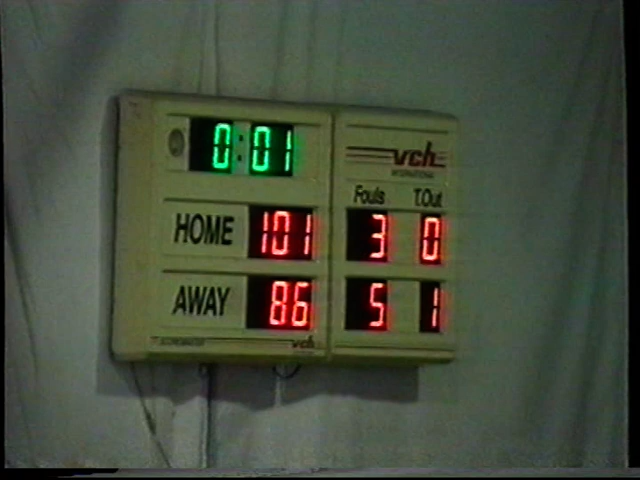 0:01
vch
INTERNATIONAL
Fouls T.Out
HOME 101 3 0
AWAY 86 5 1
vch